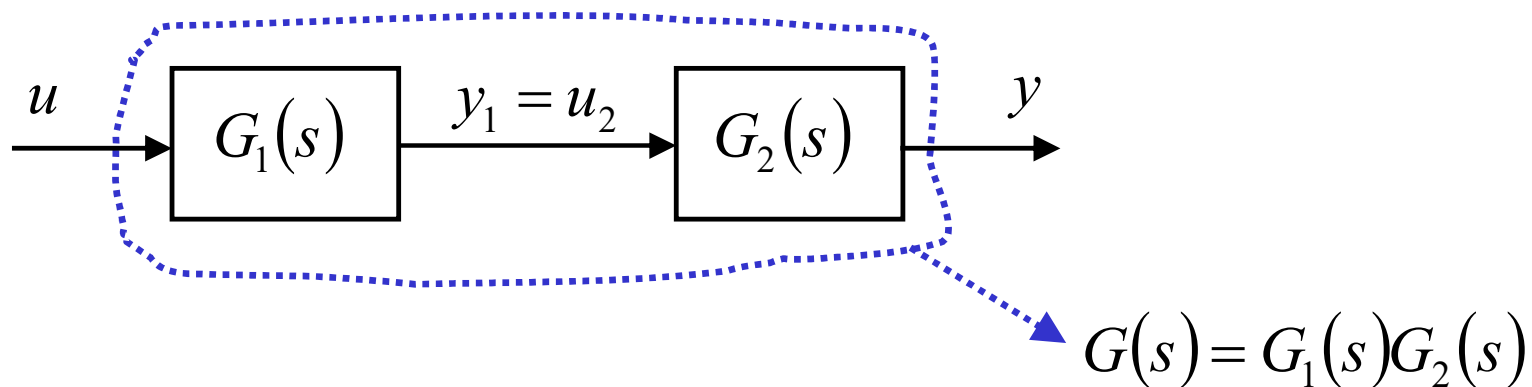 u
G₁(s)
y₁ = u₂
G₂(s)
y
G(s) = G₁(s)G₂(s)